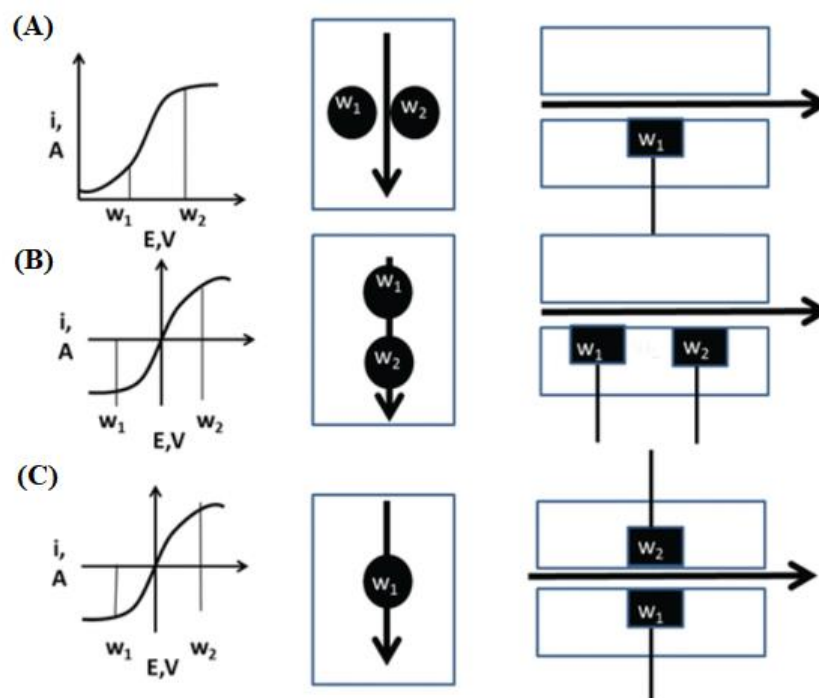 (A)
i,
A
w₁ w₂
E,V
w₁ w₂
w₁
(B)
i,
A
w₁ w₂
E,V
w₁
w₂
w₁ w₂
(C)
i,
A
w₁ w₂
E,V
w₁
w₂
w₁